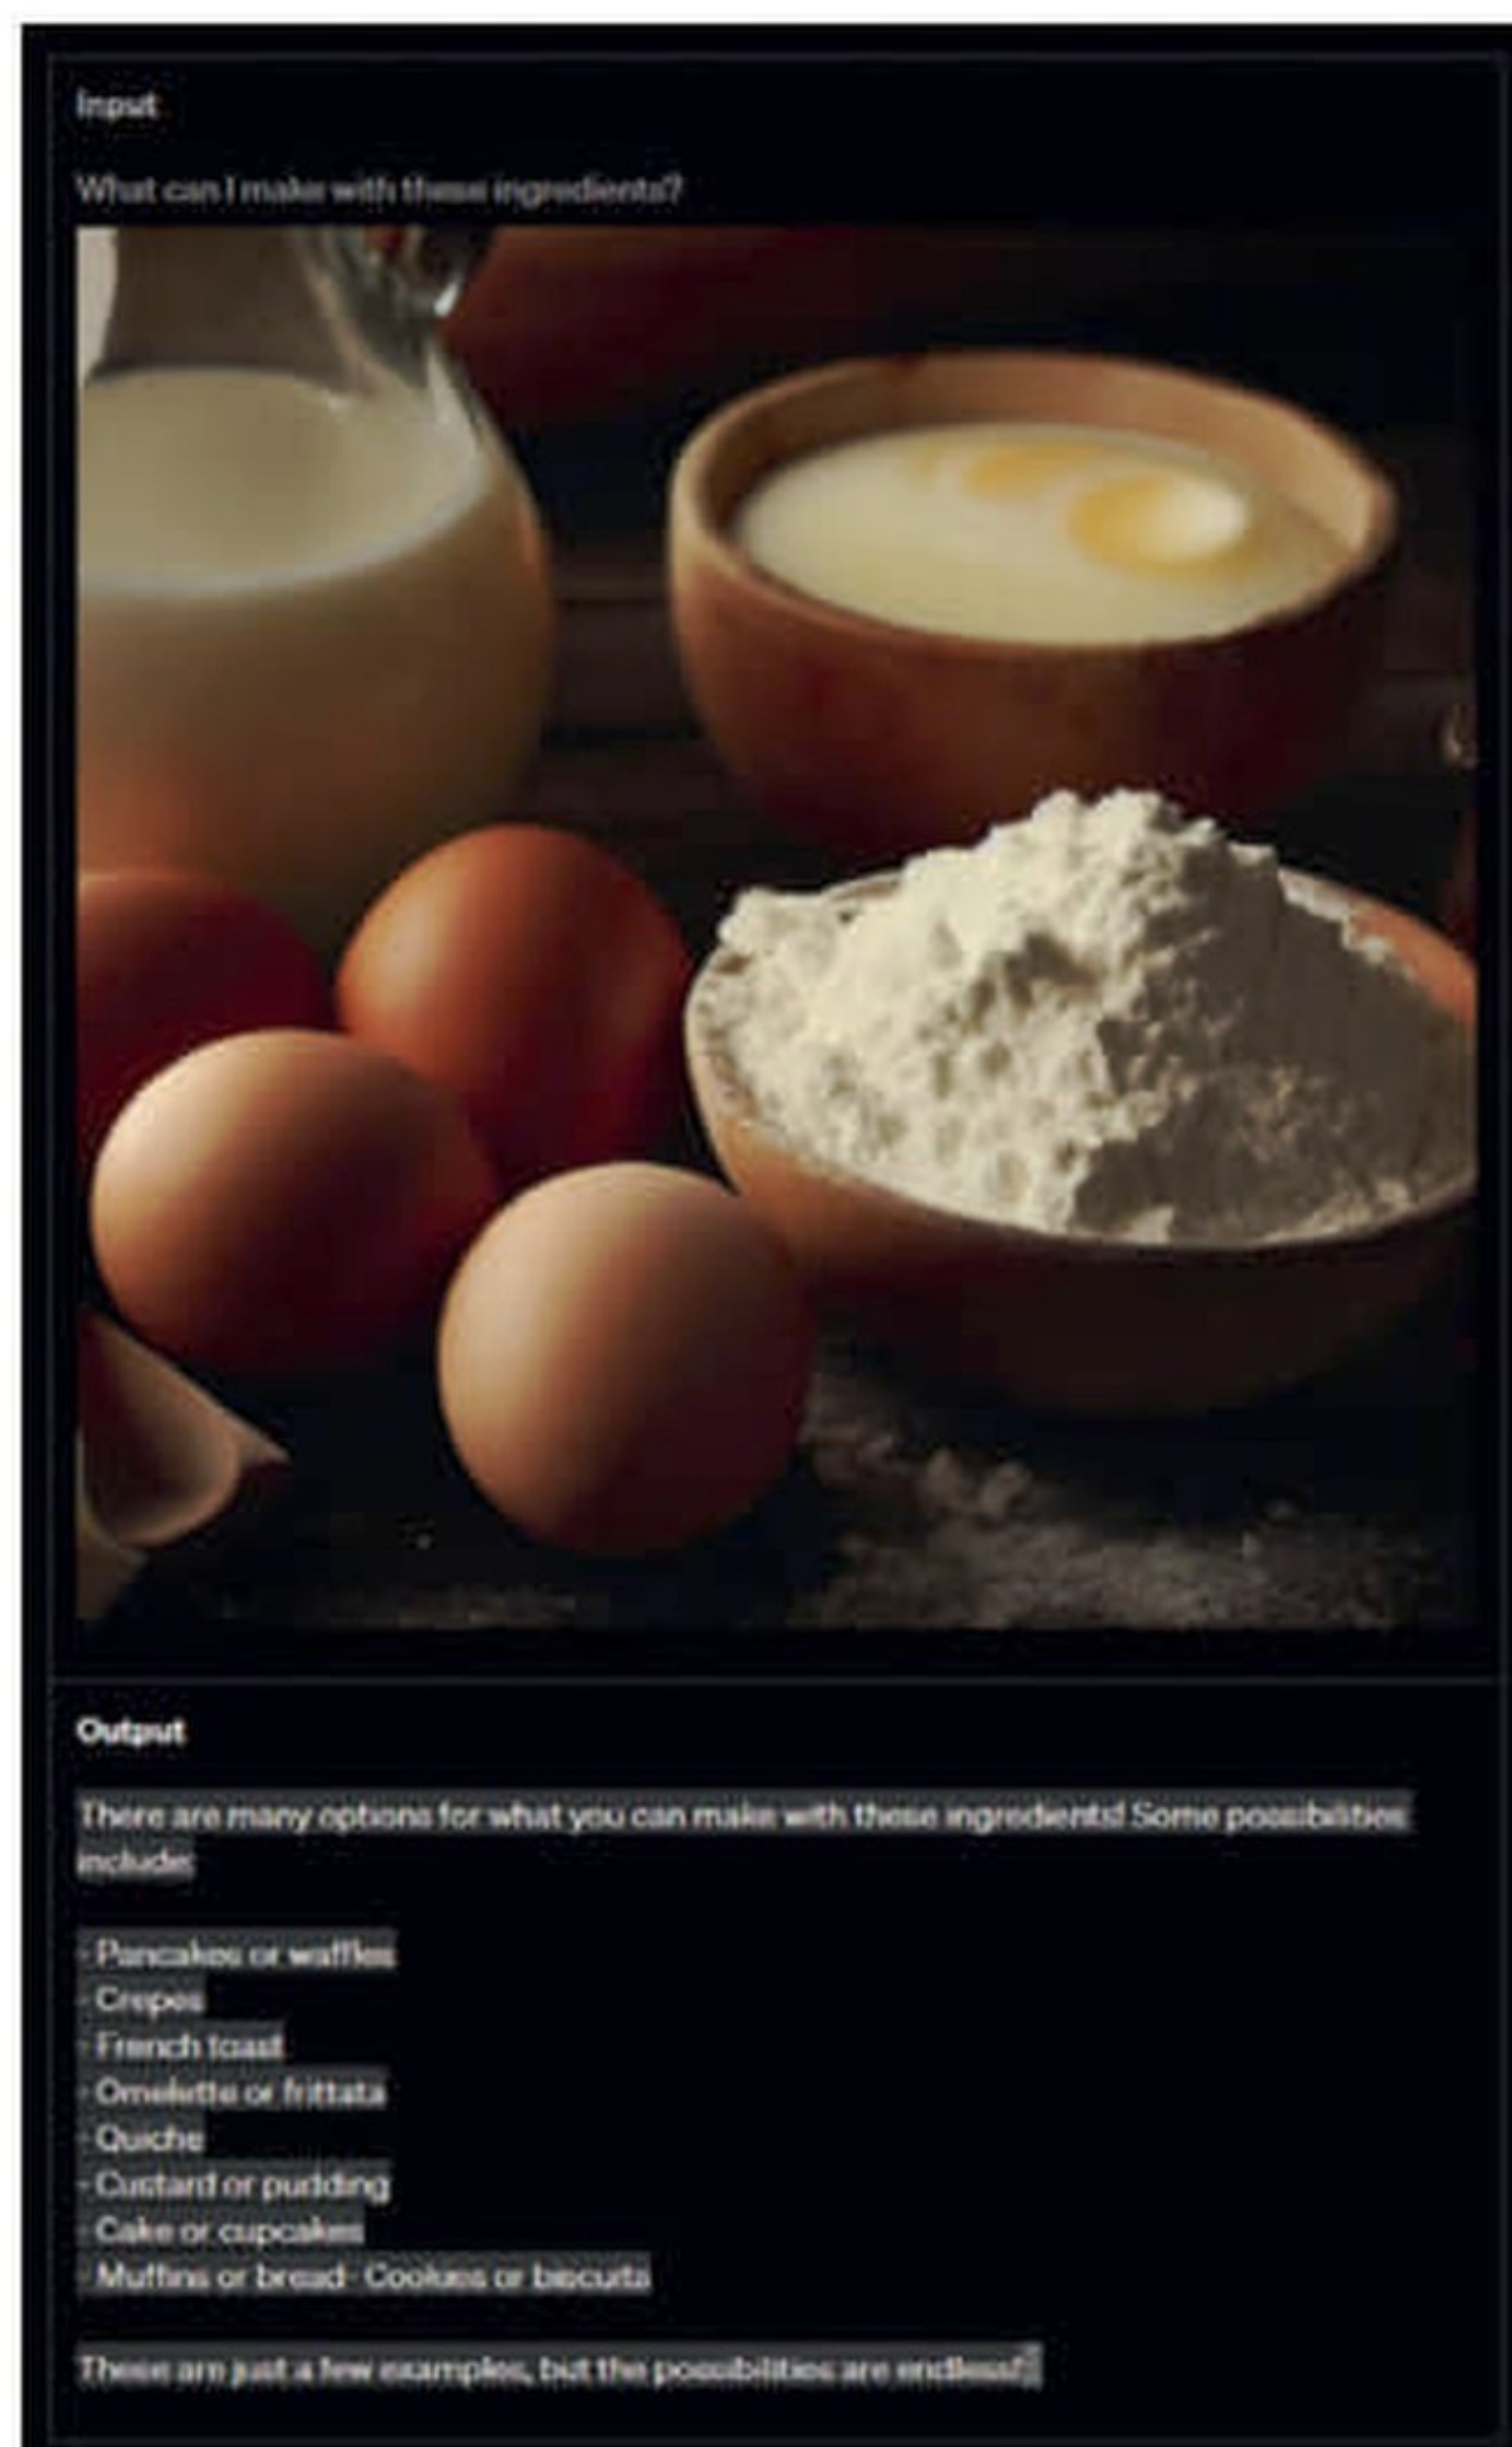 Input
What can I make with these ingredients?
Output
There are many options for what you can make with these ingredients! Some possibilities
include:
- Pancakes or waffles
- Crepes
- French toast
- Omelette or frittata
- Quiche
- Custard or pudding
- Cake or cupcakes
- Muffins or bread- Cookies or biscuits
These are just a few examples, but the possibilities are endless!